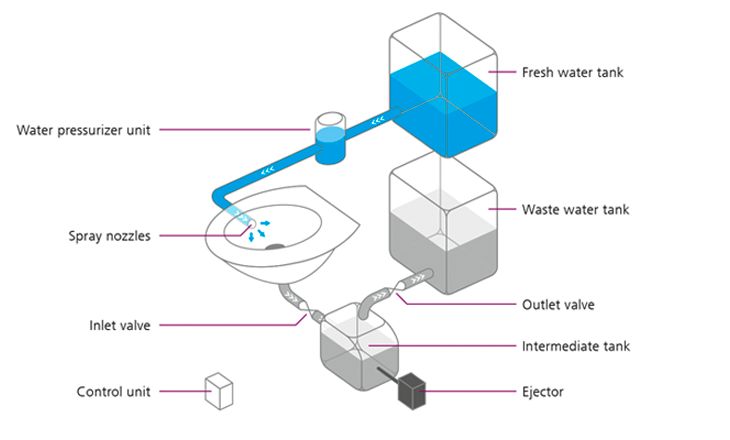 Fresh water tank
Water pressurizer unit
Waste water tank
Spray nozzles
Outlet valve
Inlet valve
Intermediate tank
Control unit
Ejector